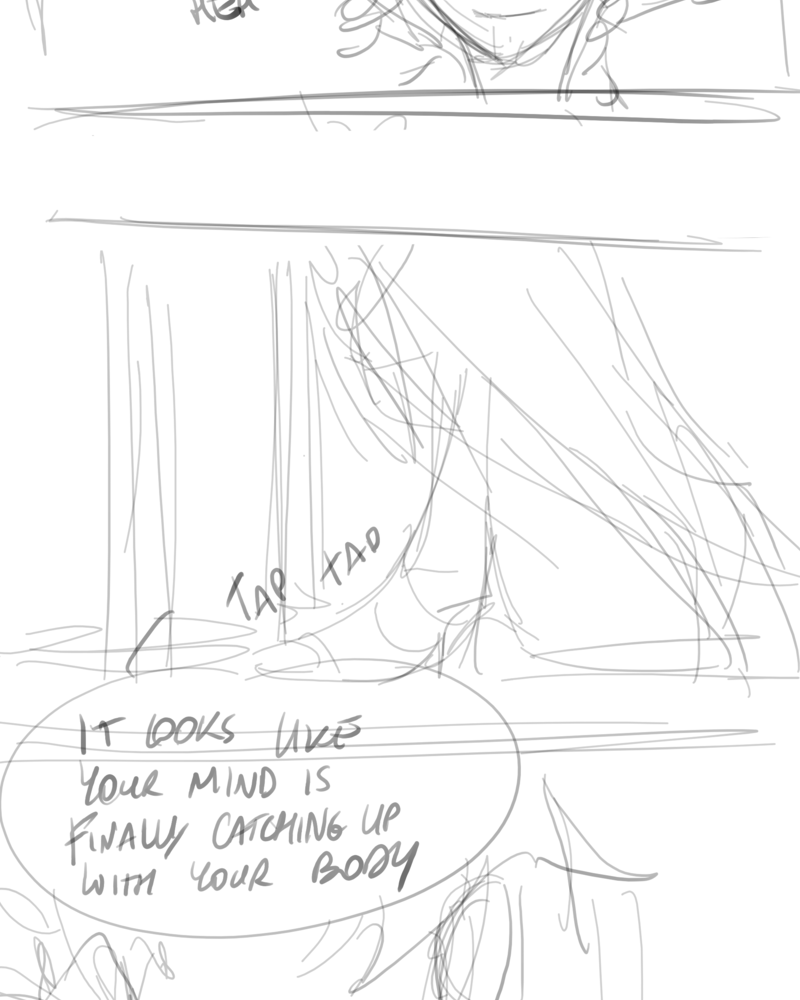 TAP TAP
IT LOOKS LIKE
YOUR MIND IS
FINALLY CATCHING UP
WITH YOUR BODY